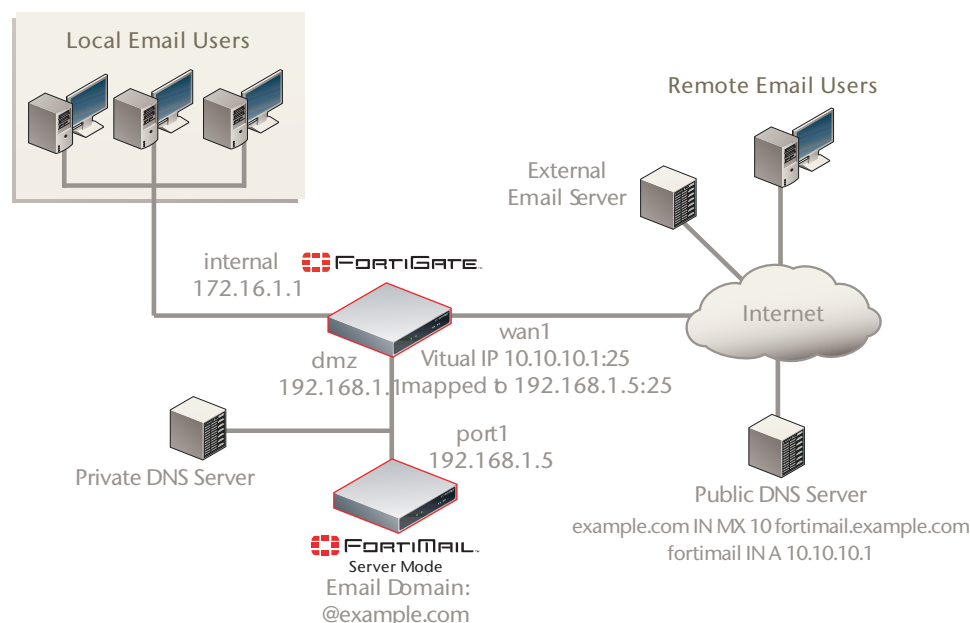 Local Email Users
Remote Email Users
External
Email Server
internal
172.16.1.1
FORTIGATE
Internet
wan1
Vitual IP 10.10.10.1:25
mapped to 192.168.1.5:25
dmz
192.168.1.1
port1
192.168.1.5
Private DNS Server
Public DNS Server
example.com IN MX 10 fortimail.example.com
fortimail IN A 10.10.10.1
FORTIMAIL
Server Mode
Email Domain:
@example.com